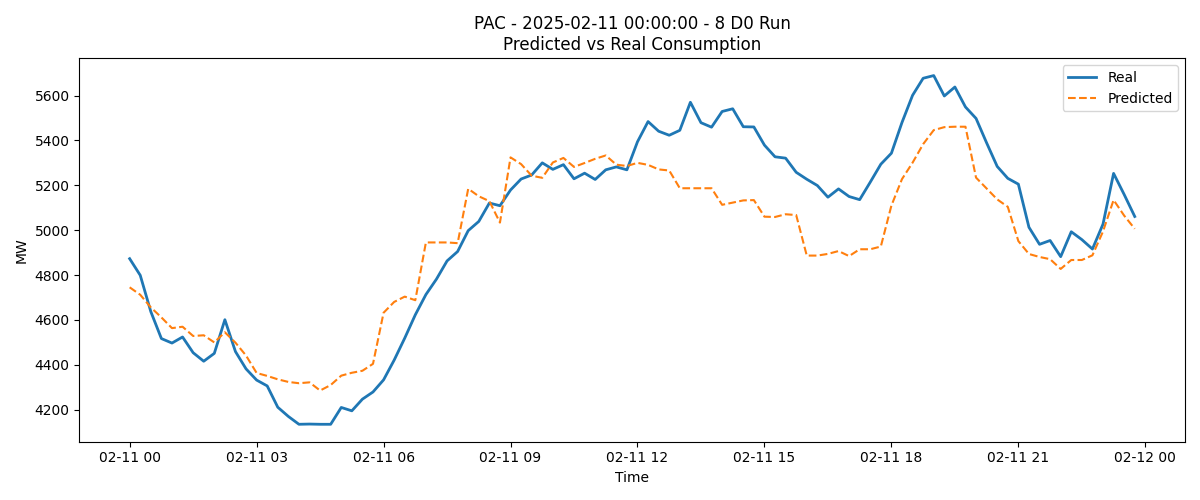 PAC - 2025-02-11 00:00:00 - 8 D0 Run
Predicted vs Real Consumption
Real
Predicted
MW
5600
5400
5200
5000
4800
4600
4400
4200
02-11 00
02-11 03
02-11 06
02-11 09
02-11 12
02-11 15
02-11 18
02-11 21
02-12 00
Time